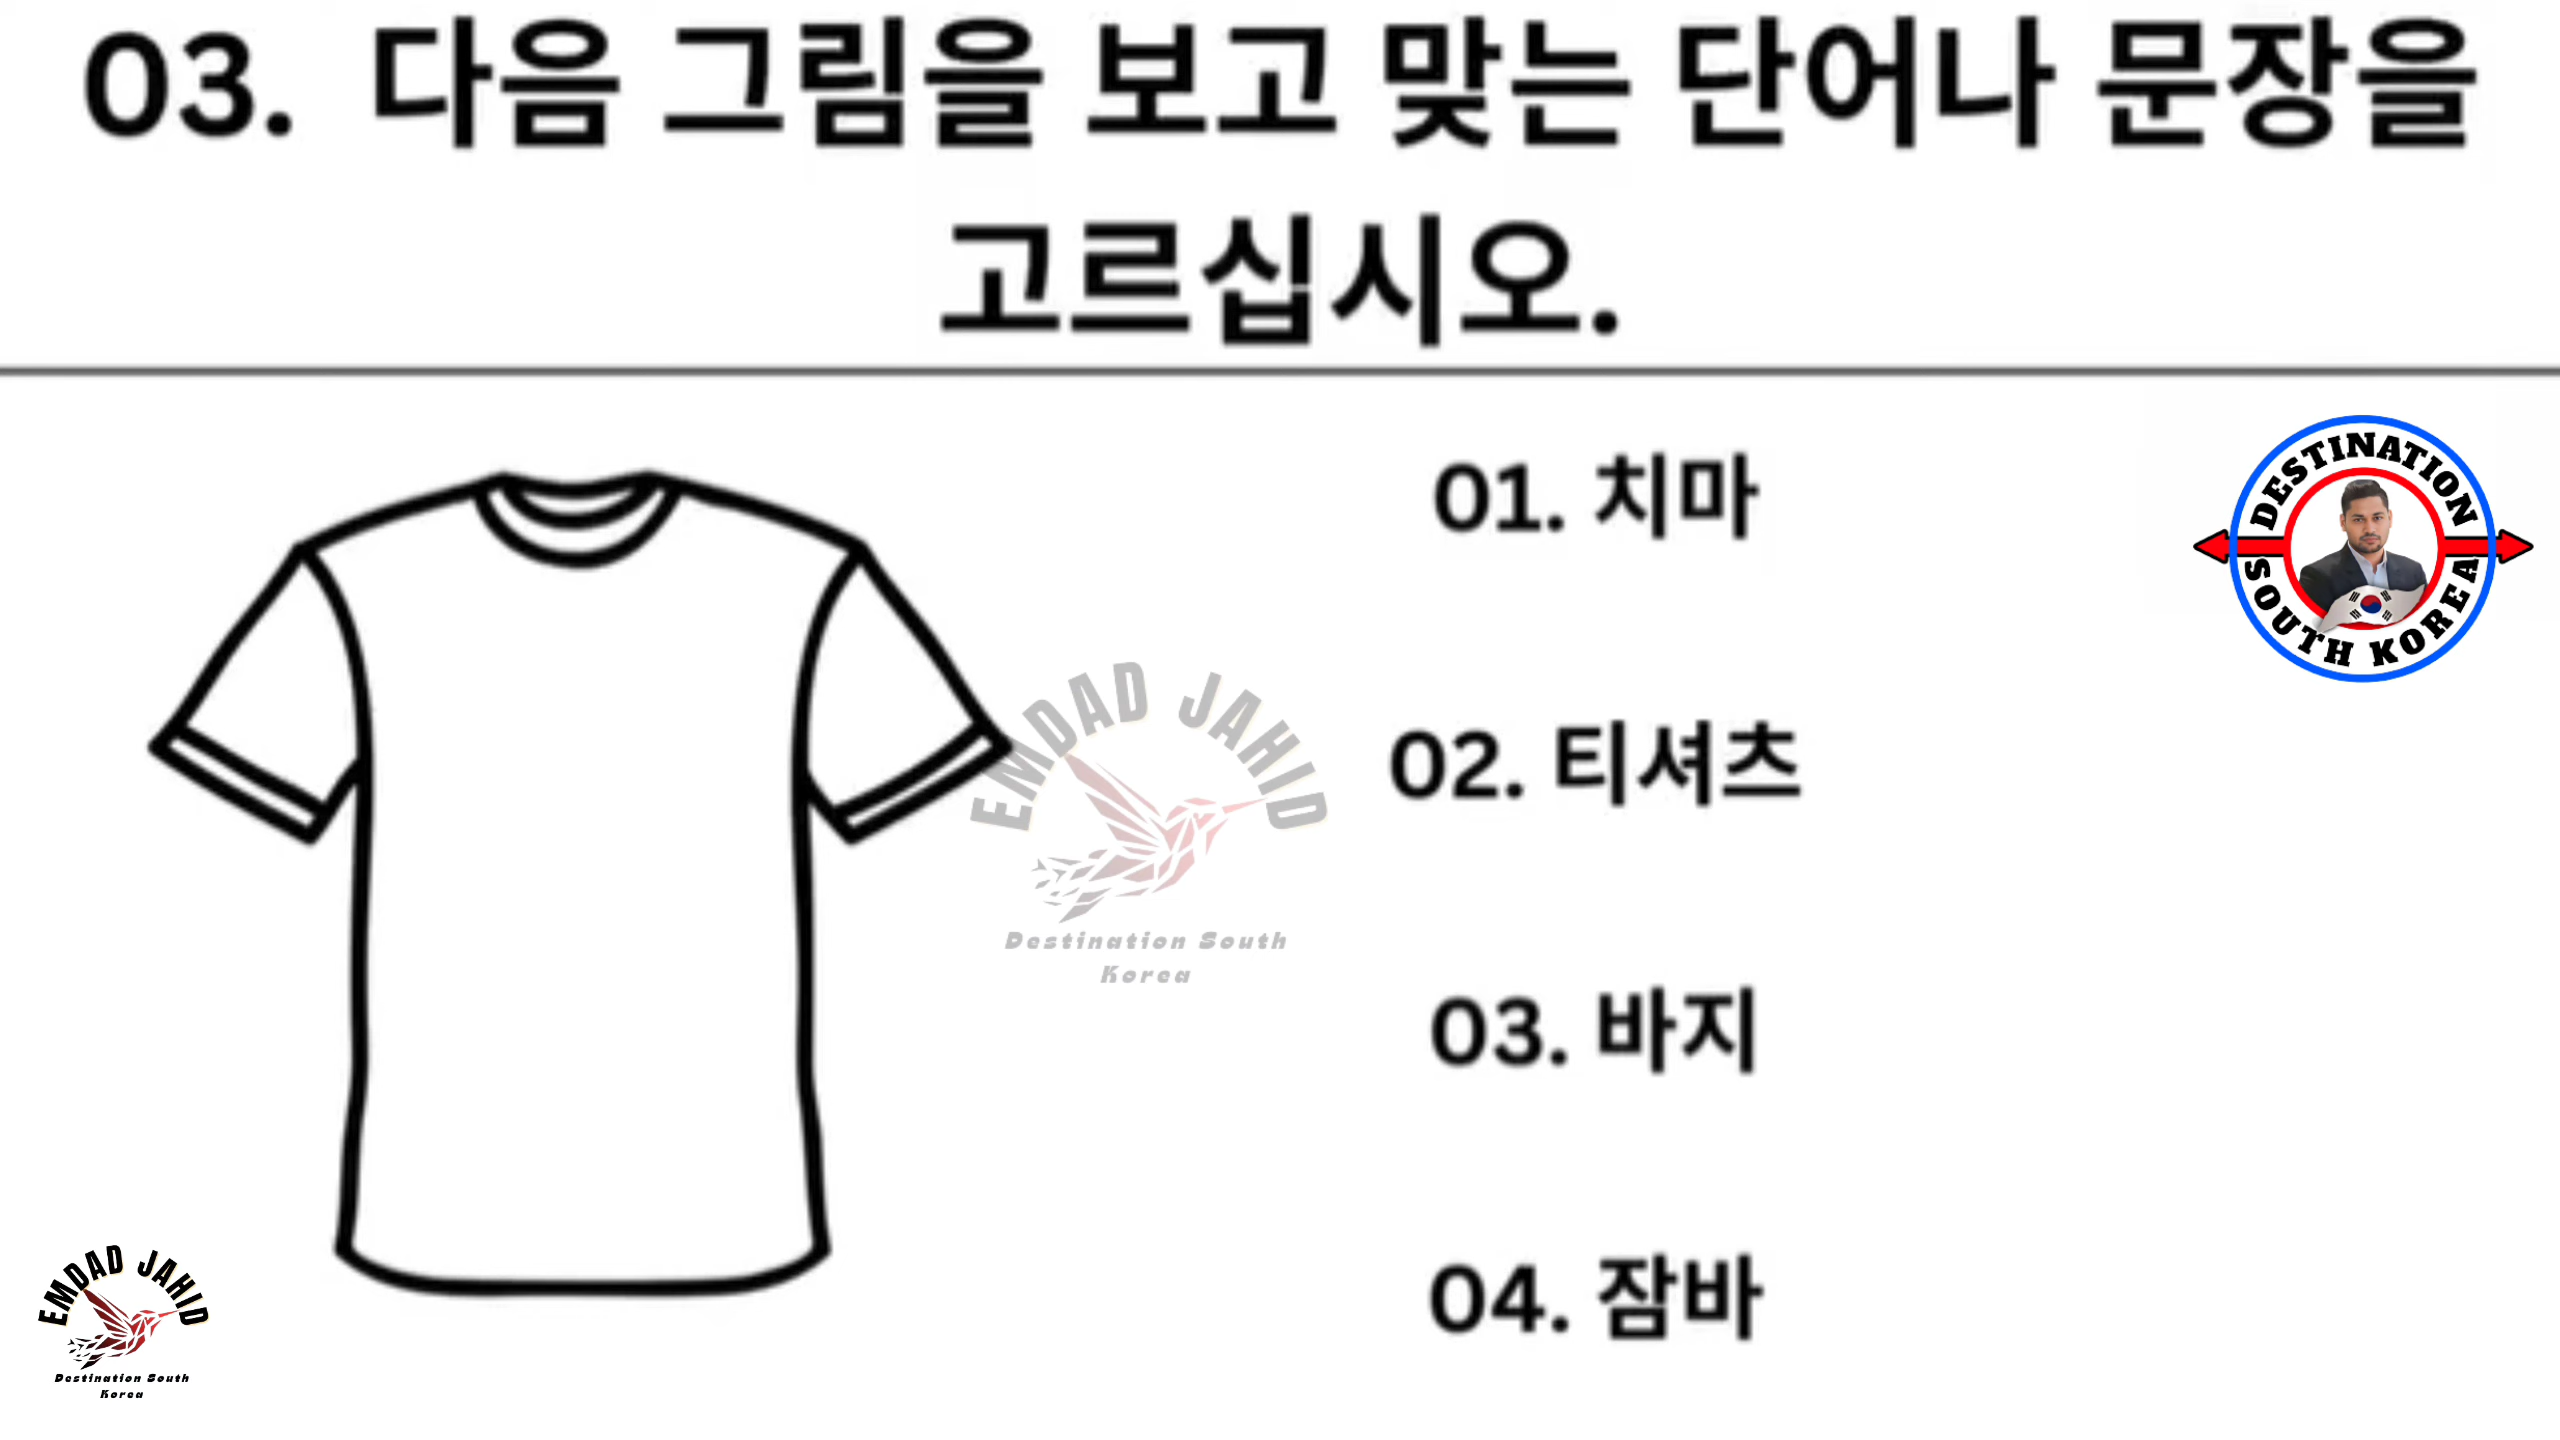 03. 다음 그림을 보고 맞는 단어나 문장을
고르십시오.
01. 치마
DESTINATION
SOUTH KOREA
02. 티셔츠
EMDAD JAHID
Destination South
Korea
03. 바지
04. 잠바
EMDAD JAHID
Destination South
Korea